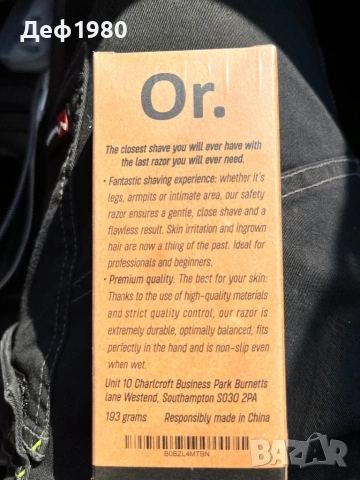 Деф1980
Or.
The closest shave you will ever have with
the last razor you will ever need.
• Fantastic shaving experience: whether it's
legs, armpits or intimate area, our safety
razor ensures a gentle, close shave and a
flawless result. Skin irritation and ingrown
hair are now a thing of the past. Ideal for
professionals and beginners.
• Premium quality: The best for your skin:
Thanks to the use of high-quality materials
and strict quality control, our razor is
extremely durable, optimally balanced, fits
perfectly in the hand and is non-slip even
when wet.
Unit 10 Charlcroft Business Park Burnetts
lane Westend, Southampton SO30 2PA
193 grams Responsibly made in China
B0BZL4MTBN
BAZAR
bg